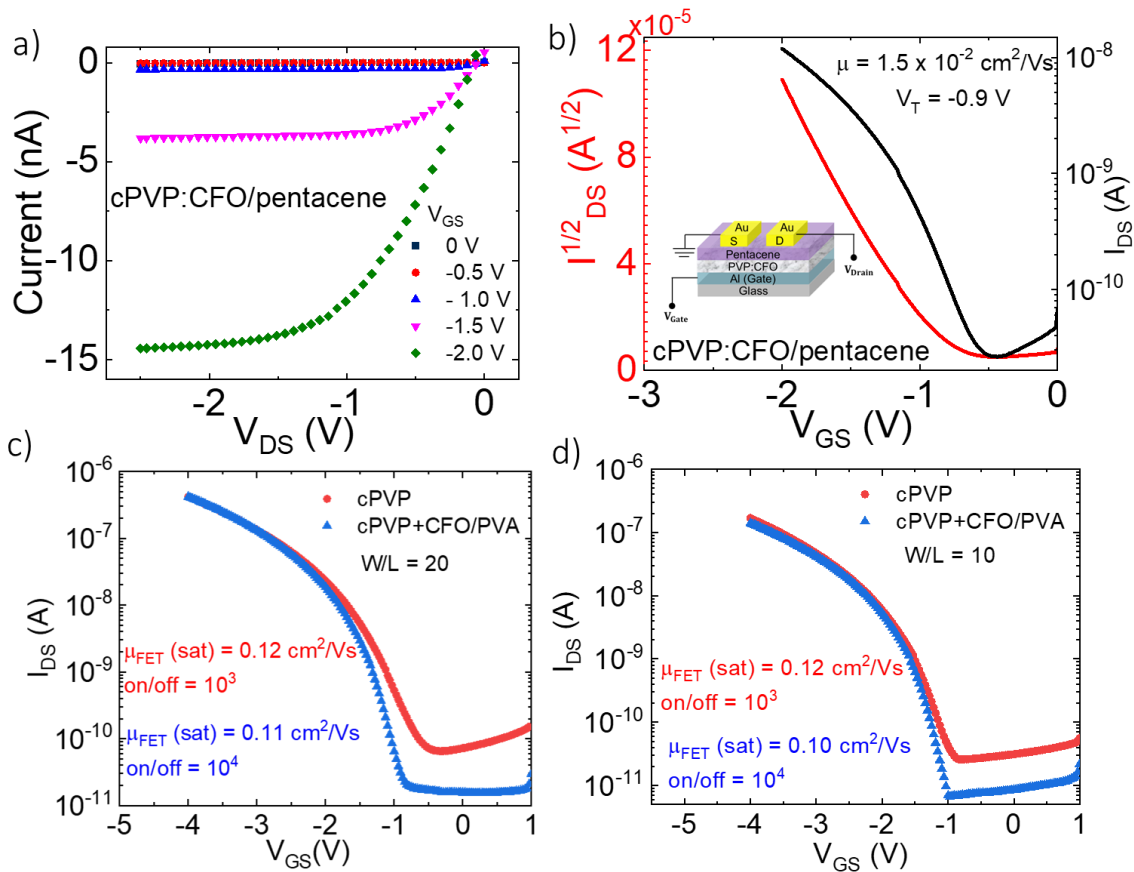 a)
Current (nA)
0
-5
-10
-15
cPVP:CFO/pentacene
V_GS
0 V
-0.5 V
- 1.0 V
-1.5 V
-2.0 V
-2
-1
0
V_DS (V)
b)
x10^-5
I^1/2_DS (A^1/2)
12
8
4
0
μ = 1.5 x 10^-2 cm^2/Vs
V_T = -0.9 V
Au
Au
S
D
Pentacene
PVP:CFO
Al (Gate)
Glass
V_Drain
V_Gate
cPVP:CFO/pentacene
10^-8
10^-9
10^-10
I_DS (A)
-3
-2
-1
0
V_GS (V)
c)
I_DS (A)
10^-6
10^-7
10^-8
10^-9
10^-10
10^-11
cPVP
cPVP+CFO/PVA
W/L = 20
μ_FET (sat) = 0.12 cm^2/Vs
on/off = 10^3
μ_FET (sat) = 0.11 cm^2/Vs
on/off = 10^4
-5
-4
-3
-2
-1
0
1
V_GS(V)
d)
I_DS (A)
10^-6
10^-7
10^-8
10^-9
10^-10
10^-11
cPVP
cPVP+CFO/PVA
W/L = 10
μ_FET (sat) = 0.12 cm^2/Vs
on/off = 10^3
μ_FET (sat) = 0.10 cm^2/Vs
on/off = 10^4
-5
-4
-3
-2
-1
0
1
V_GS (V)